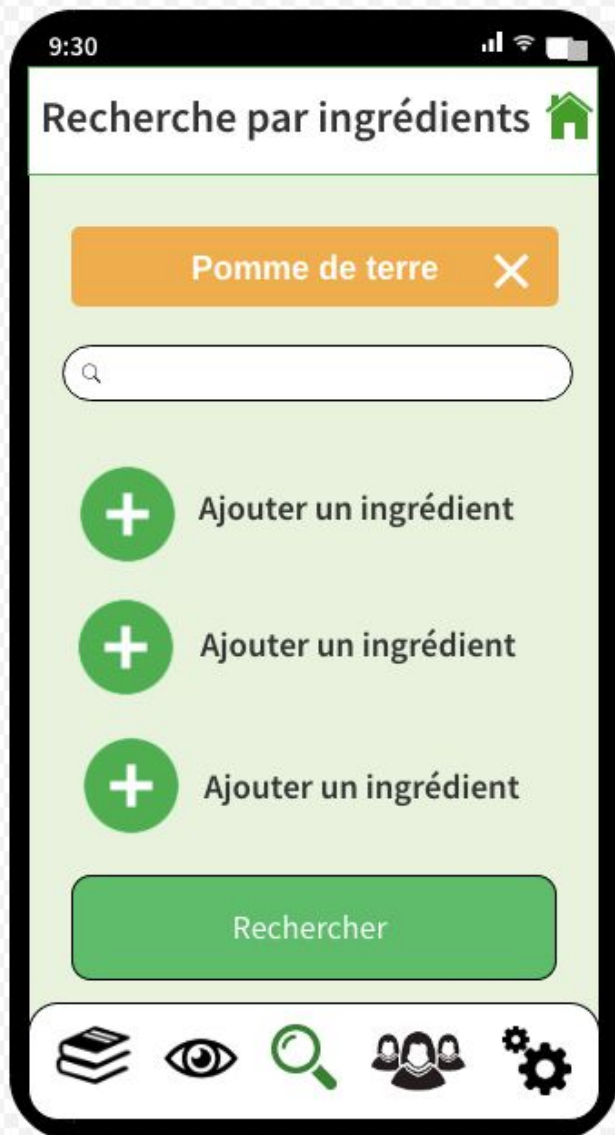 9:30
Recherche par ingrédients
Pomme de terre
Ajouter un ingrédient
Ajouter un ingrédient
Ajouter un ingrédient
Rechercher